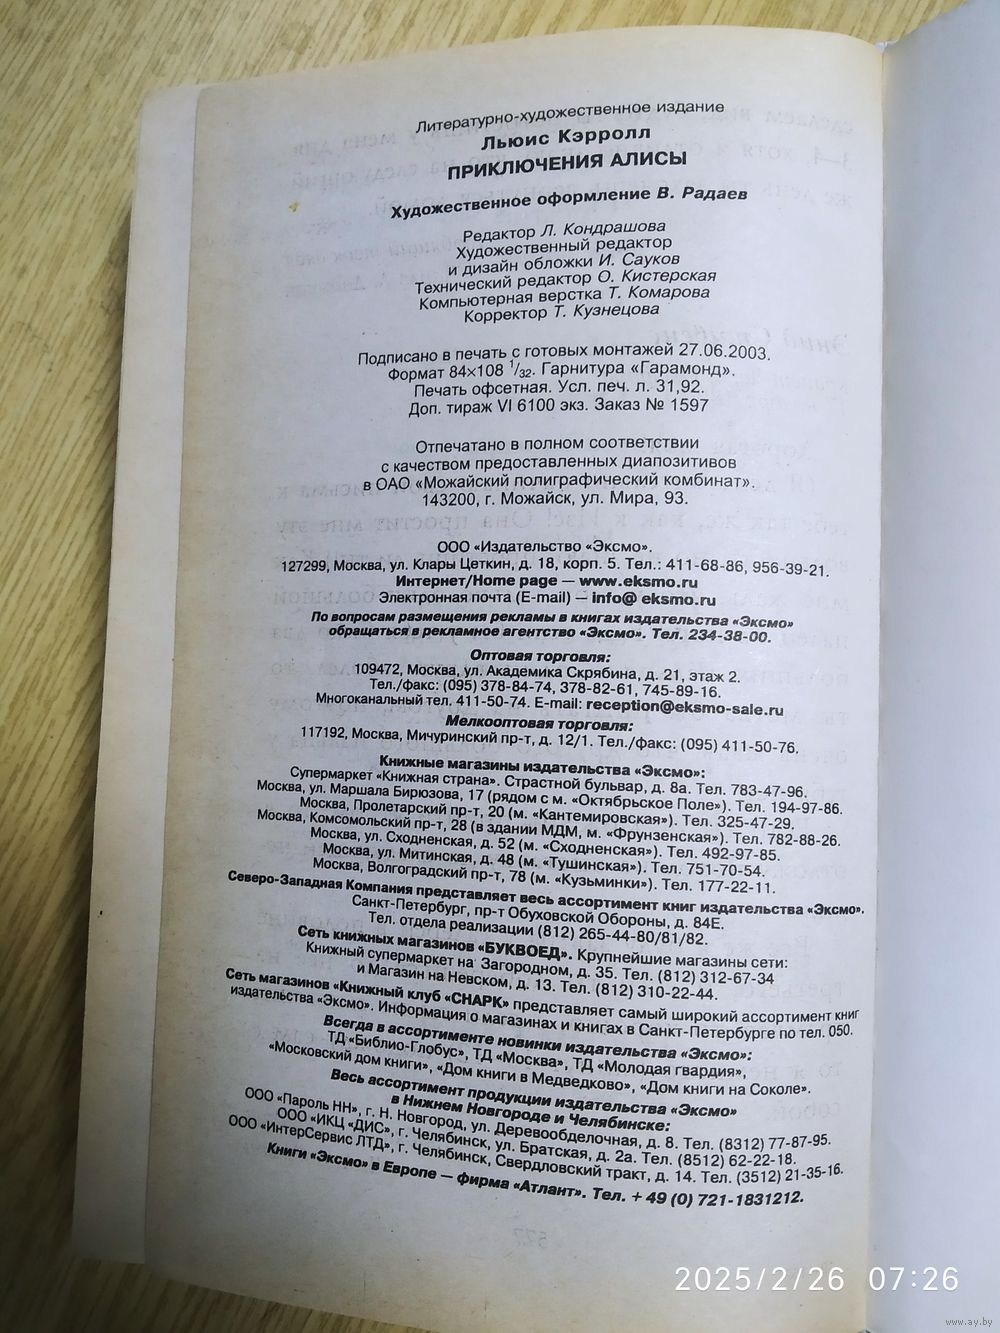 Литературно-художественное издание
Льюис Кэрролл
ПРИКЛЮЧЕНИЯ АЛИСЫ
Художественное оформление В. Радаев
Редактор Л. Кондрашова
Художественный редактор
и дизайн обложки И. Сауков
Технический редактор О. Кистерская
Компьютерная верстка Т. Комарова
Корректор Т. Кузнецова
Подписано в печать с готовых монтажей 27.06.2003.
Формат 84×108 1/32. Гарнитура «Гарамонд».
Печать офсетная. Усл. печ. л. 31,92.
Доп. тираж VI 6100 экз. Заказ № 1597
Отпечатано в полном соответствии
с качеством предоставленных диапозитивов
в ОАО «Можайский полиграфический комбинат».
143200, г. Можайск, ул. Мира, 93.
ООО «Издательство «Эксмо».
127299, Москва, ул. Клары Цеткин, д. 18, корп. 5. Тел.: 411-68-86, 956-39-21.
Интернет/Home page — www.eksmo.ru
Электронная почта (E-mail) — info@ eksmo.ru
По вопросам размещения рекламы в книгах издательства «Эксмо»
обращаться в рекламное агентство «Эксмо». Тел. 234-38-00.
Оптовая торговля:
109472, Москва, ул. Академика Скрябина, д. 21, этаж 2.
Тел./факс: (095) 378-84-74, 378-82-61, 745-89-16.
Многоканальный тел. 411-50-74. E-mail: reception@eksmo-sale.ru
Мелкооптовая торговля:
117192, Москва, Мичуринский пр-т, д. 12/1. Тел./факс: (095) 411-50-76.
Книжные магазины издательства «Эксмо»:
Супермаркет «Книжная страна». Страстной бульвар, д. 8а. Тел. 783-47-96.
Москва, ул. Маршала Бирюзова, 17 (рядом с м. «Октябрьское Поле»). Тел. 194-97-86.
Москва, Пролетарский пр-т, 20 (м. «Кантемировская»). Тел. 325-47-29.
Москва, Комсомольский пр-т, 28 (в здании МДМ, м. «Фрунзенская»). Тел. 782-88-26.
Москва, ул. Сходненская, д. 52 (м. «Сходненская»). Тел. 492-97-85.
Москва, ул. Митинская, д. 48 (м. «Тушинская»). Тел. 751-70-54.
Москва, Волгоградский пр-т, 78 (м. «Кузьминки»). Тел. 177-22-11.
Северо-Западная Компания представляет весь ассортимент книг издательства «Эксмо».
Санкт-Петербург, пр-т Обуховской Обороны, д. 84Е.
Тел. отдела реализации (812) 265-44-80/81/82.
Сеть книжных магазинов «БУКВОЕД». Крупнейшие магазины сети:
Книжный супермаркет на Загородном, д. 35. Тел. (812) 312-67-34
и Магазин на Невском, д. 13. Тел. (812) 310-22-44.
Сеть магазинов «Книжный клуб «СНАРК» представляет самый широкий ассортимент книг
издательства «Эксмо». Информация о магазинах и книгах в Санкт-Петербурге по тел. 050.
Всегда в ассортименте новинки издательства «Эксмо»:
ТД «Библио-Глобус», ТД «Москва», ТД «Молодая гвардия»,
«Московский дом книги», «Дом книги в Медведково», «Дом книги на Соколе».
Весь ассортимент продукции издательства «Эксмо»
в Нижнем Новгороде и Челябинске:
ООО «Пароль НН», г. Н. Новгород, ул. Деревообделочная, д. 8. Тел. (8312) 77-87-95.
ООО «ИКЦ «ДИС», г. Челябинск, ул. Братская, д. 2а. Тел. (8512) 62-22-18.
ООО «ИнтерСервис ЛТД», г. Челябинск, Свердловский тракт, д. 14. Тел. (3512) 21-35-16.
Книги «Эксмо» в Европе — фирма «Атлант». Тел. + 49 (0) 721-1831212.
2025/2/26 07:26
www.ay.by